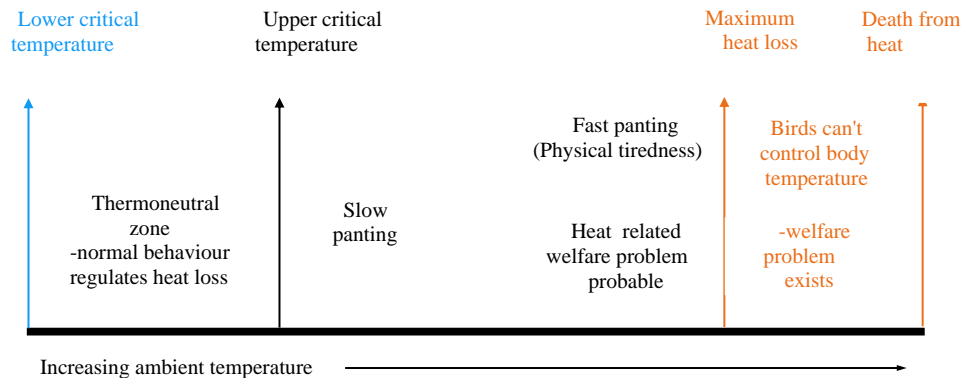 Lower critical
temperature
Upper critical
temperature
Maximum
heat loss
Death from
heat
Thermoneutral
zone
-normal behaviour
regulates heat loss
Slow
panting
Fast panting
(Physical tiredness)
Heat related
welfare problem
probable
Birds can't
control body
temperature
-welfare
problem
exists
Increasing ambient temperature